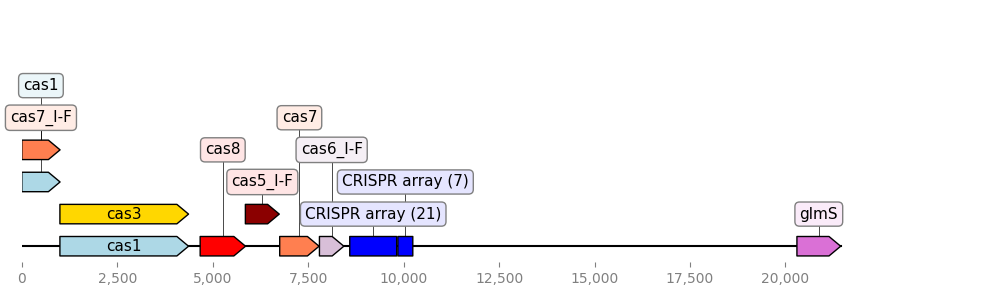 cas1
cas7_I-F
cas7
cas8
cas6_I-F
cas5_I-F
CRISPR array (7)
cas3
CRISPR array (21)
glmS
cas1
0
2,500
5,000
7,500
10,000
12,500
15,000
17,500
20,000